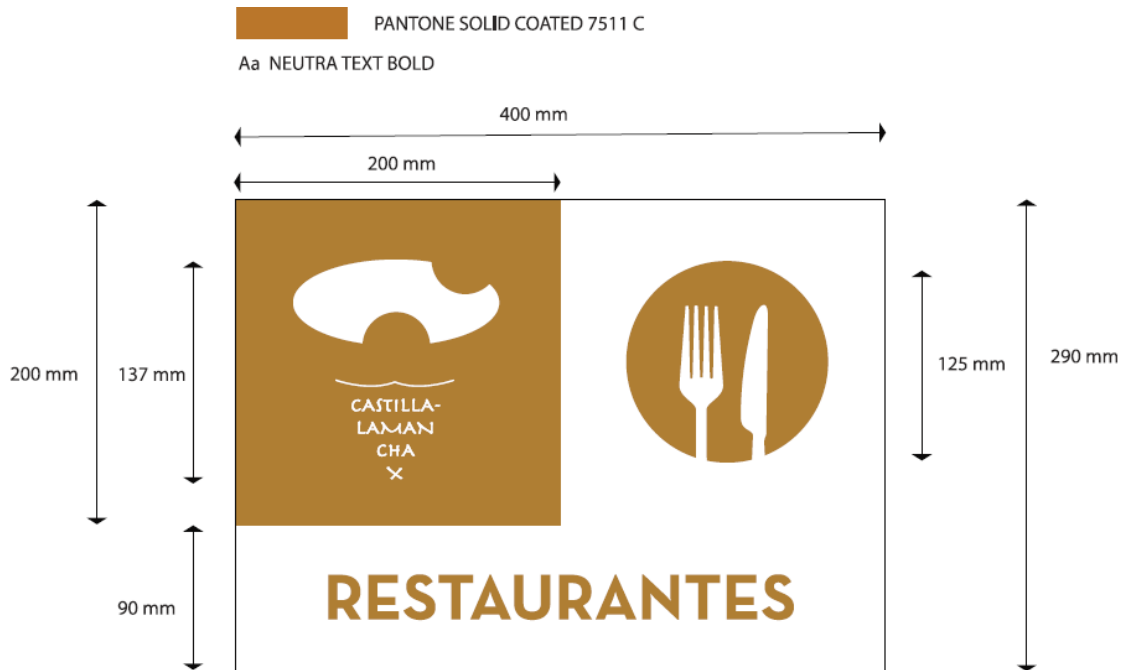 PANTONE SOLID COATED 7511 C
Aa NEUTRA TEXT BOLD
400 mm
200 mm
200 mm
137 mm
125 mm
290 mm
CASTILLA-
LAMAN
CHA
X
90 mm
RESTAURANTES